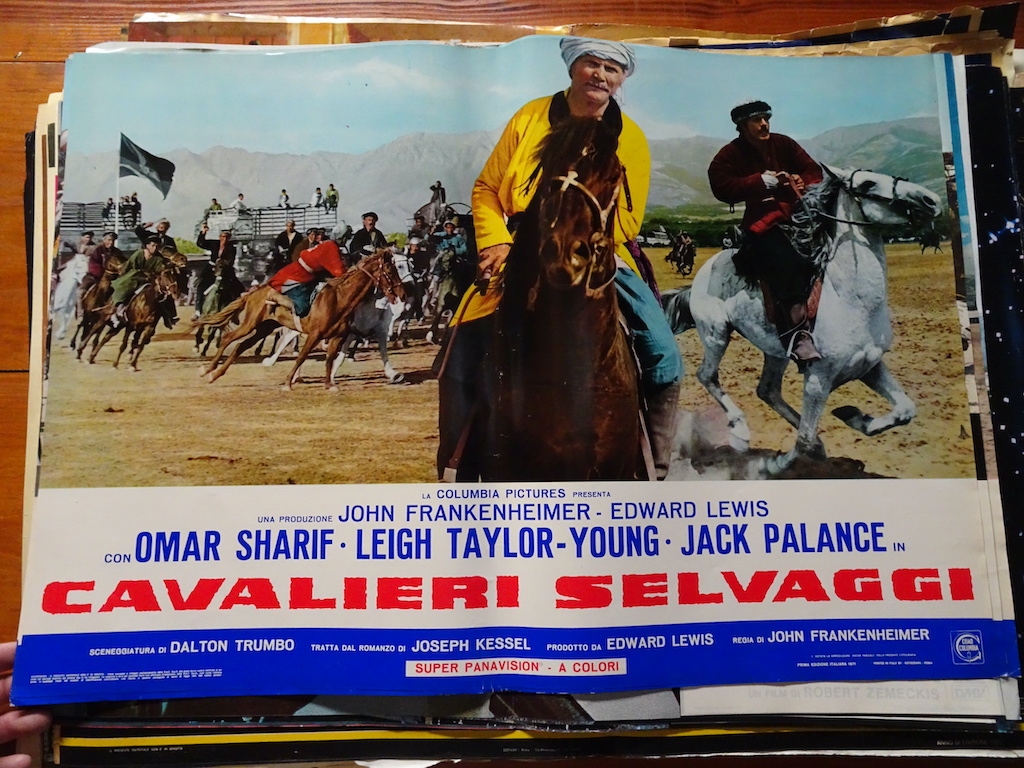 LA COLUMBIA PICTURES PRESENTA
UNA PRODUZIONE JOHN FRANKENHEIMER - EDWARD LEWIS
CON OMAR SHARIF · LEIGH TAYLOR-YOUNG · JACK PALANCE IN
CAVALIERI SELVAGGI
SCENEGGIATURA DI DALTON TRUMBO TRATTA DAL ROMANZO DI JOSEPH KESSEL PRODOTTO DA EDWARD LEWIS REGIA DI JOHN FRANKENHEIMER
SUPER PANAVISION® - A COLORI
PRIMA EDIZIONE ITALIANA 1971
CEIAD COLUMBIA
UN FILM DI ROBERT ZEMECKIS